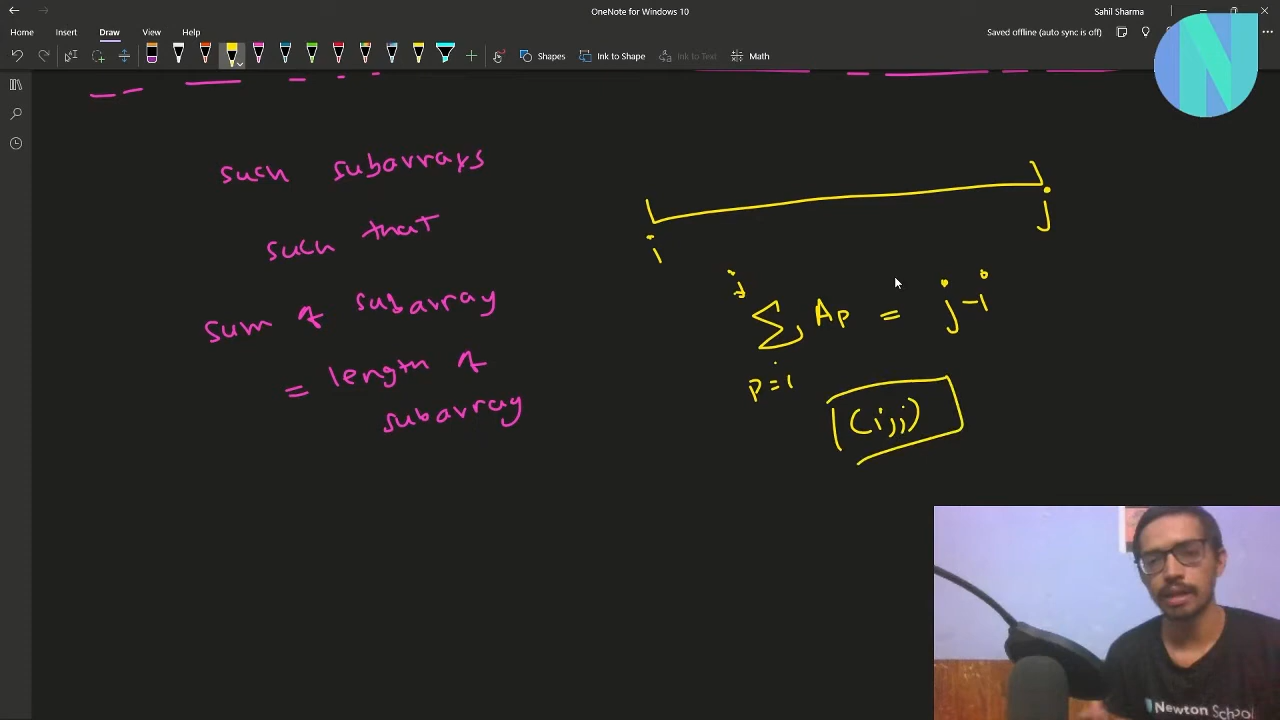 OneNote for Windows 10
Sahil Sharma
Home Insert Draw View Help
Saved offline (auto sync is off)
Shapes Ink to Shape Ink to Text Math
such subarrays
such that
sum of subarray
= length of
subarray
i j
j
∑ Ap = j-i
p=i
(i,j)
Newton School